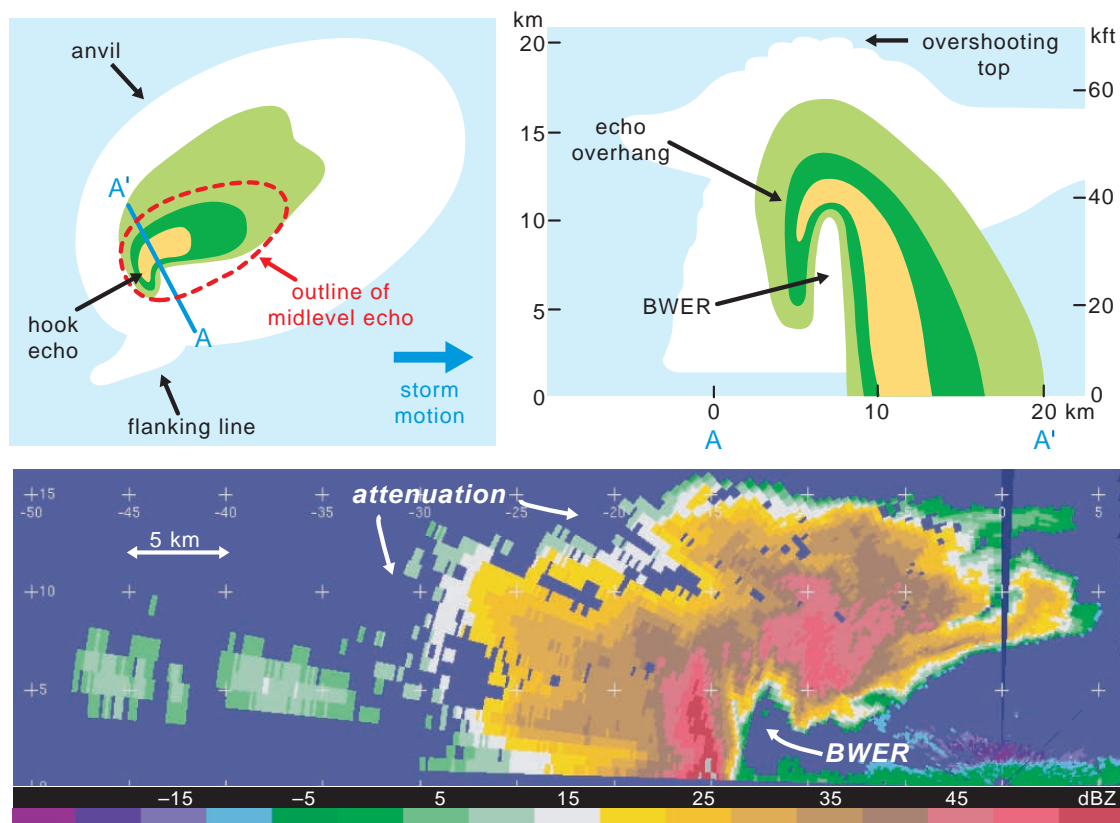 anvil
A'
hook
echo
A
outline of
midlevel echo
flanking line
storm
motion
km
20
15
10
5
0
overshooting
top
echo
overhang
BWER
kft
60
40
20
0
0
10
20 km
A
A'
15
-50
-45
-40
-35
-25
-20
-15
5
attenuation
5 km
10
5
0
BWER
–15
–5
5
15
25
35
45
dBZ